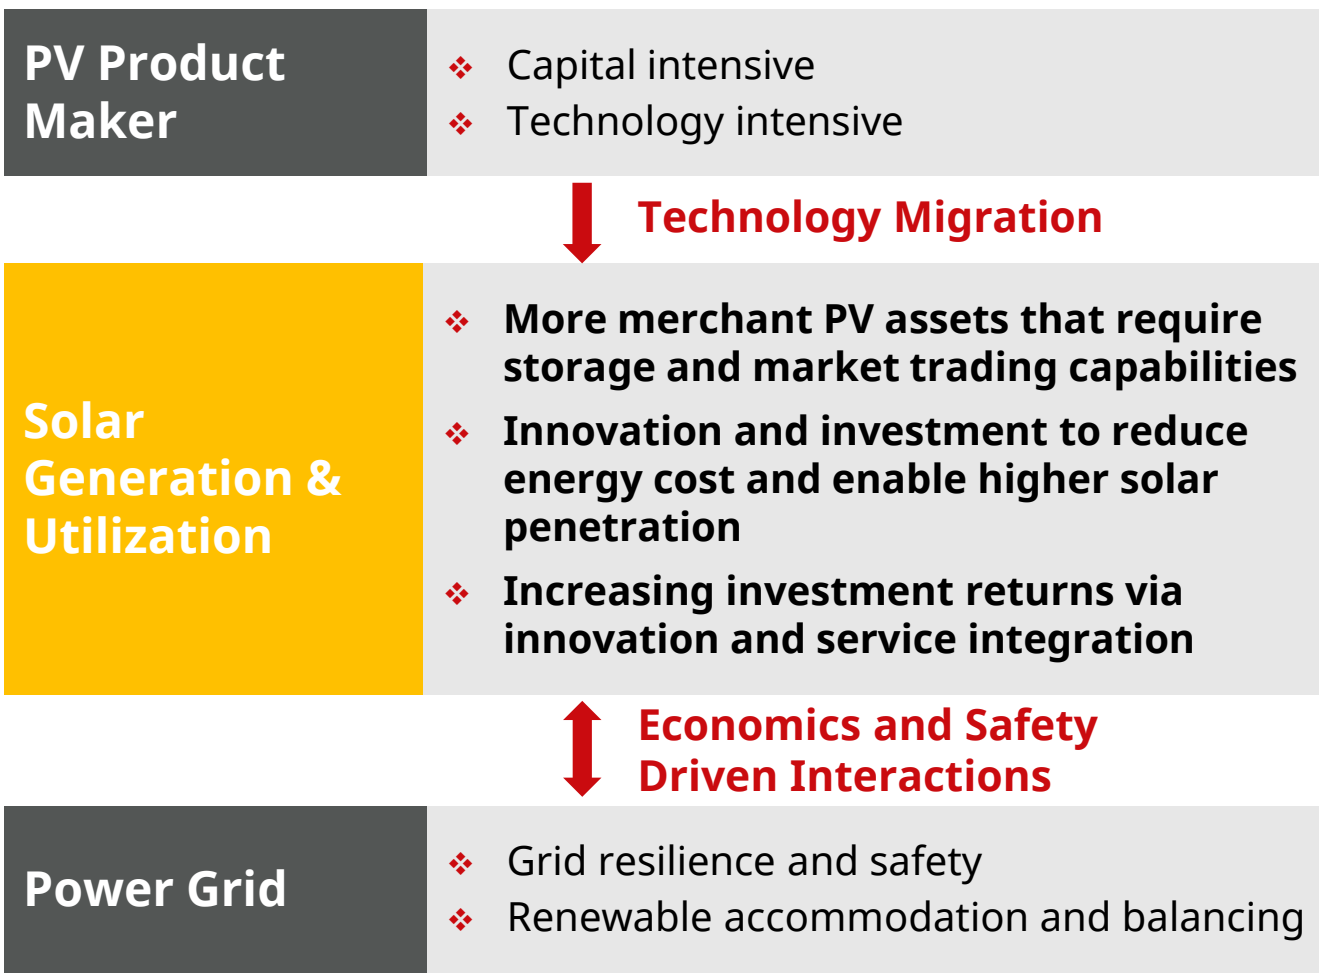 PV Product
Maker
❖ Capital intensive
❖ Technology intensive
Technology Migration
Solar
Generation &
Utilization
❖ More merchant PV assets that require
storage and market trading capabilities
❖ Innovation and investment to reduce
energy cost and enable higher solar
penetration
❖ Increasing investment returns via
innovation and service integration
Economics and Safety
Driven Interactions
Power Grid
❖ Grid resilience and safety
❖ Renewable accommodation and balancing